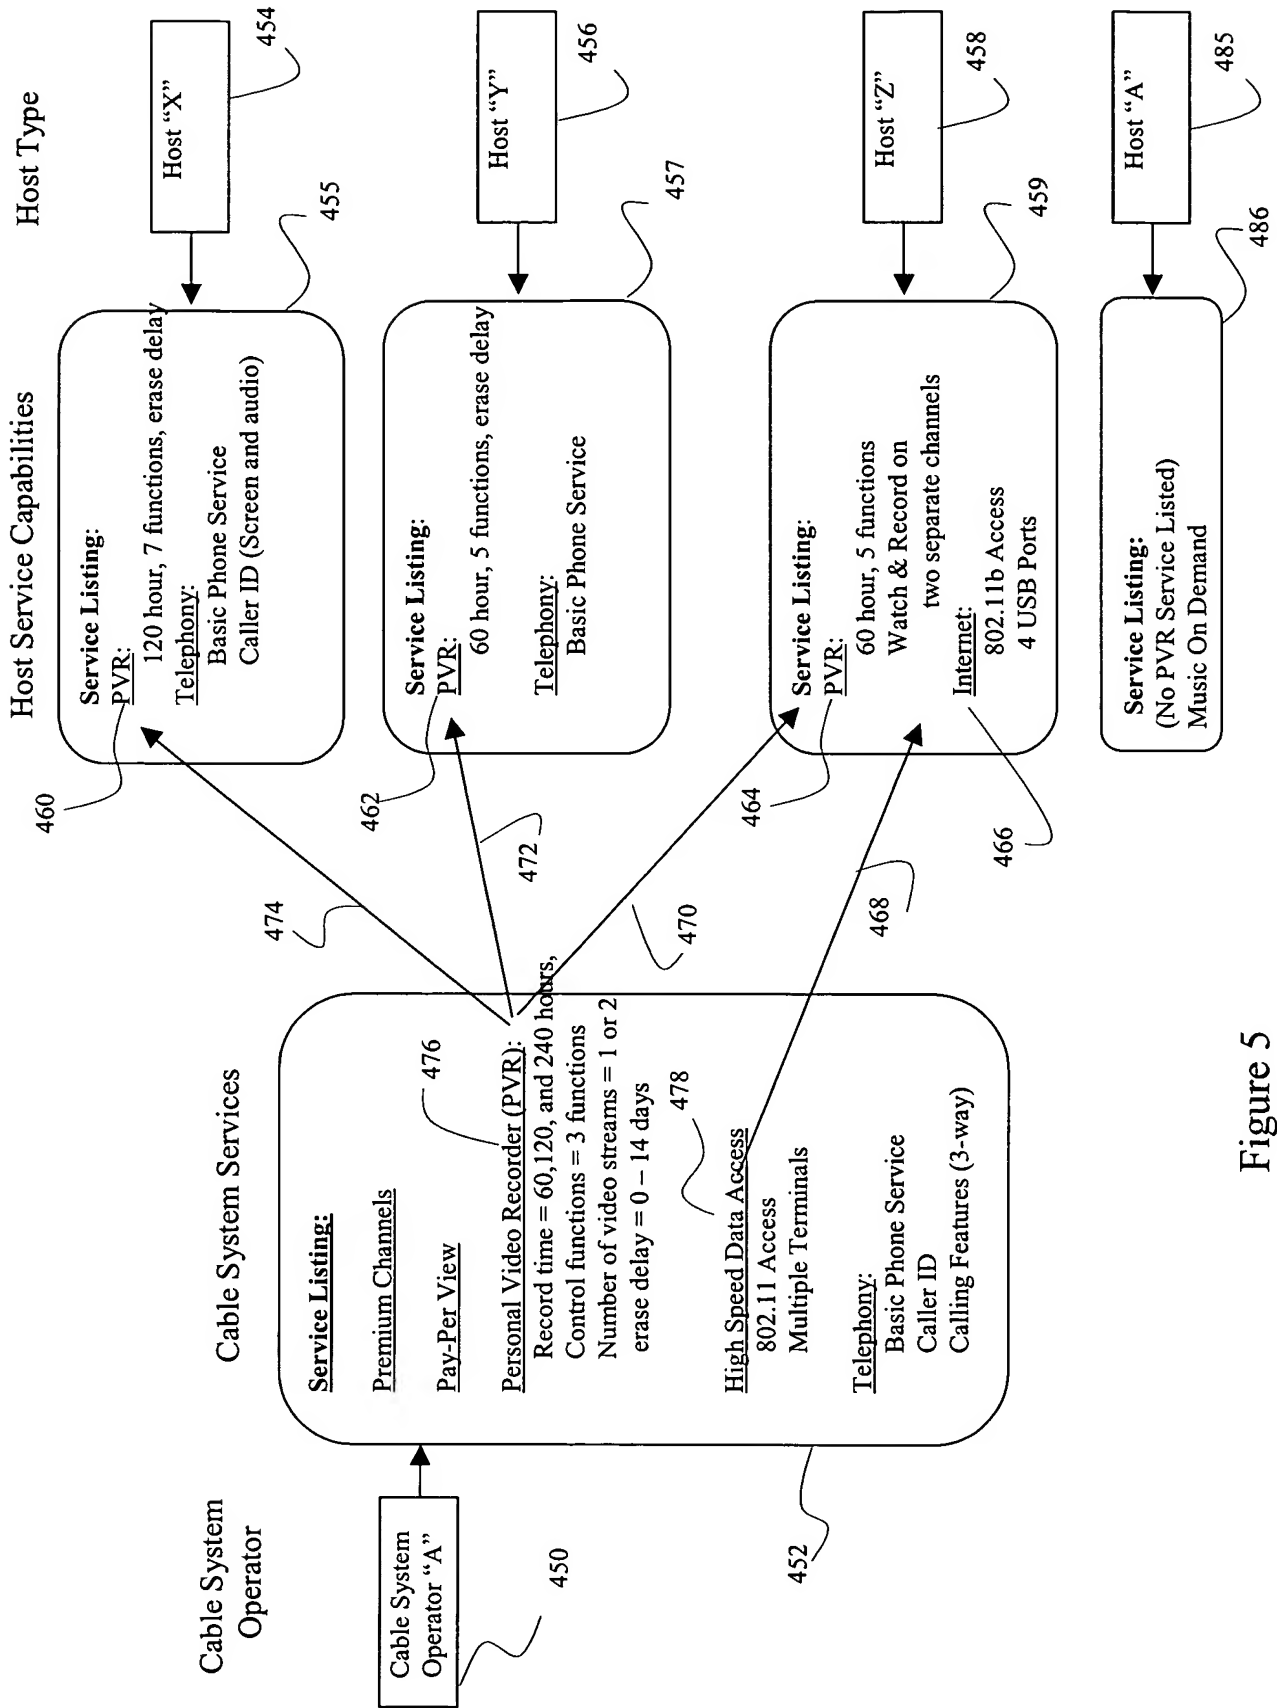 Cable System
Operator
Cable System Services
Host Service Capabilities
Host Type
Cable System
Operator “A”
450
452
Service Listing:
Premium Channels
Pay-Per View
Personal Video Recorder (PVR):
Record time = 60,120, and 240 hours,
Control functions = 3 functions
Number of video streams = 1 or 2
erase delay = 0 – 14 days
476
High Speed Data Access
802.11 Access
Multiple Terminals
478
Telephony:
Basic Phone Service
Caller ID
Calling Features (3-way)
474
472
470
468
460
Service Listing:
PVR:
120 hour, 7 functions, erase delay
Telephony:
Basic Phone Service
Caller ID (Screen and audio)
455
Host “X”
454
462
Service Listing:
PVR:
60 hour, 5 functions, erase delay
Telephony:
Basic Phone Service
457
Host “Y”
456
464
Service Listing:
PVR:
60 hour, 5 functions
Watch & Record on
two separate channels
Internet:
802.11b Access
4 USB Ports
466
459
Host “Z”
458
Service Listing:
(No PVR Service Listed)
Music On Demand
486
Host “A”
485
Figure 5